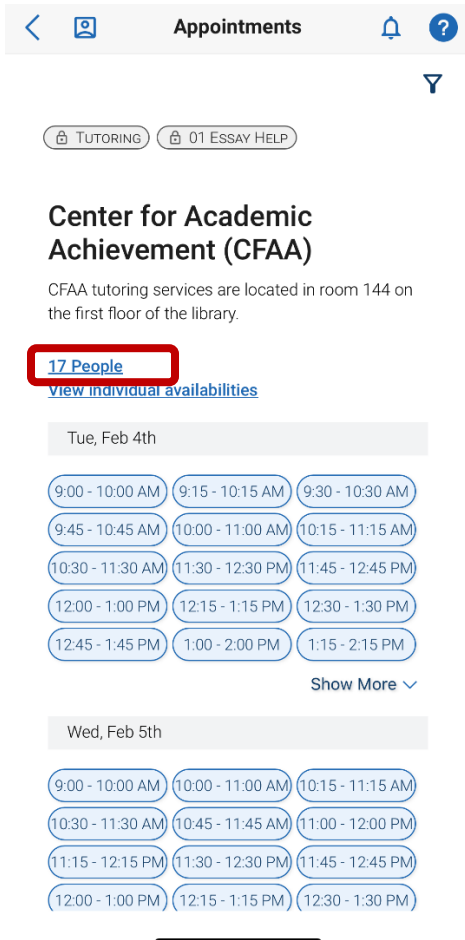 Appointments
?
TUTORING 01 ESSAY HELP
Center for Academic
Achievement (CFAA)
CFAA tutoring services are located in room 144 on
the first floor of the library.
17 People
View individual availabilities
Tue, Feb 4th
9:00 - 10:00 AM 9:15 - 10:15 AM 9:30 - 10:30 AM
9:45 - 10:45 AM 10:00 - 11:00 AM 10:15 - 11:15 AM
10:30 - 11:30 AM 11:30 - 12:30 PM 11:45 - 12:45 PM
12:00 - 1:00 PM 12:15 - 1:15 PM 12:30 - 1:30 PM
12:45 - 1:45 PM 1:00 - 2:00 PM 1:15 - 2:15 PM
Show More
Wed, Feb 5th
9:00 - 10:00 AM 10:00 - 11:00 AM 10:15 - 11:15 AM
10:30 - 11:30 AM 10:45 - 11:45 AM 11:00 - 12:00 PM
11:15 - 12:15 PM 11:30 - 12:30 PM 11:45 - 12:45 PM
12:00 - 1:00 PM 12:15 - 1:15 PM 12:30 - 1:30 PM